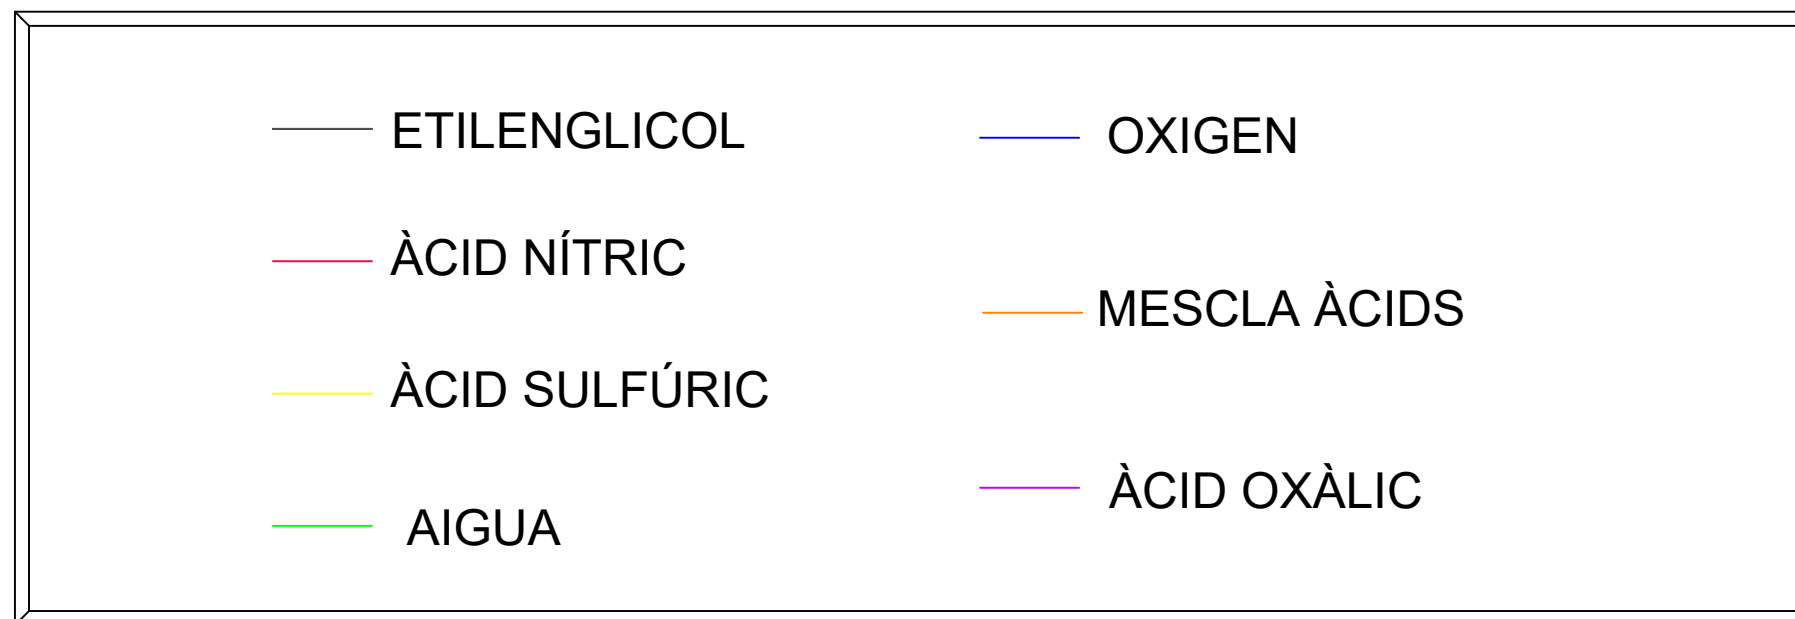 ETILENGLICOL
ÀCID NÍTRIC
ÀCID SULFÚRIC
AIGUA
OXIGEN
MESCLA ÀCIDS
ÀCID OXÀLIC